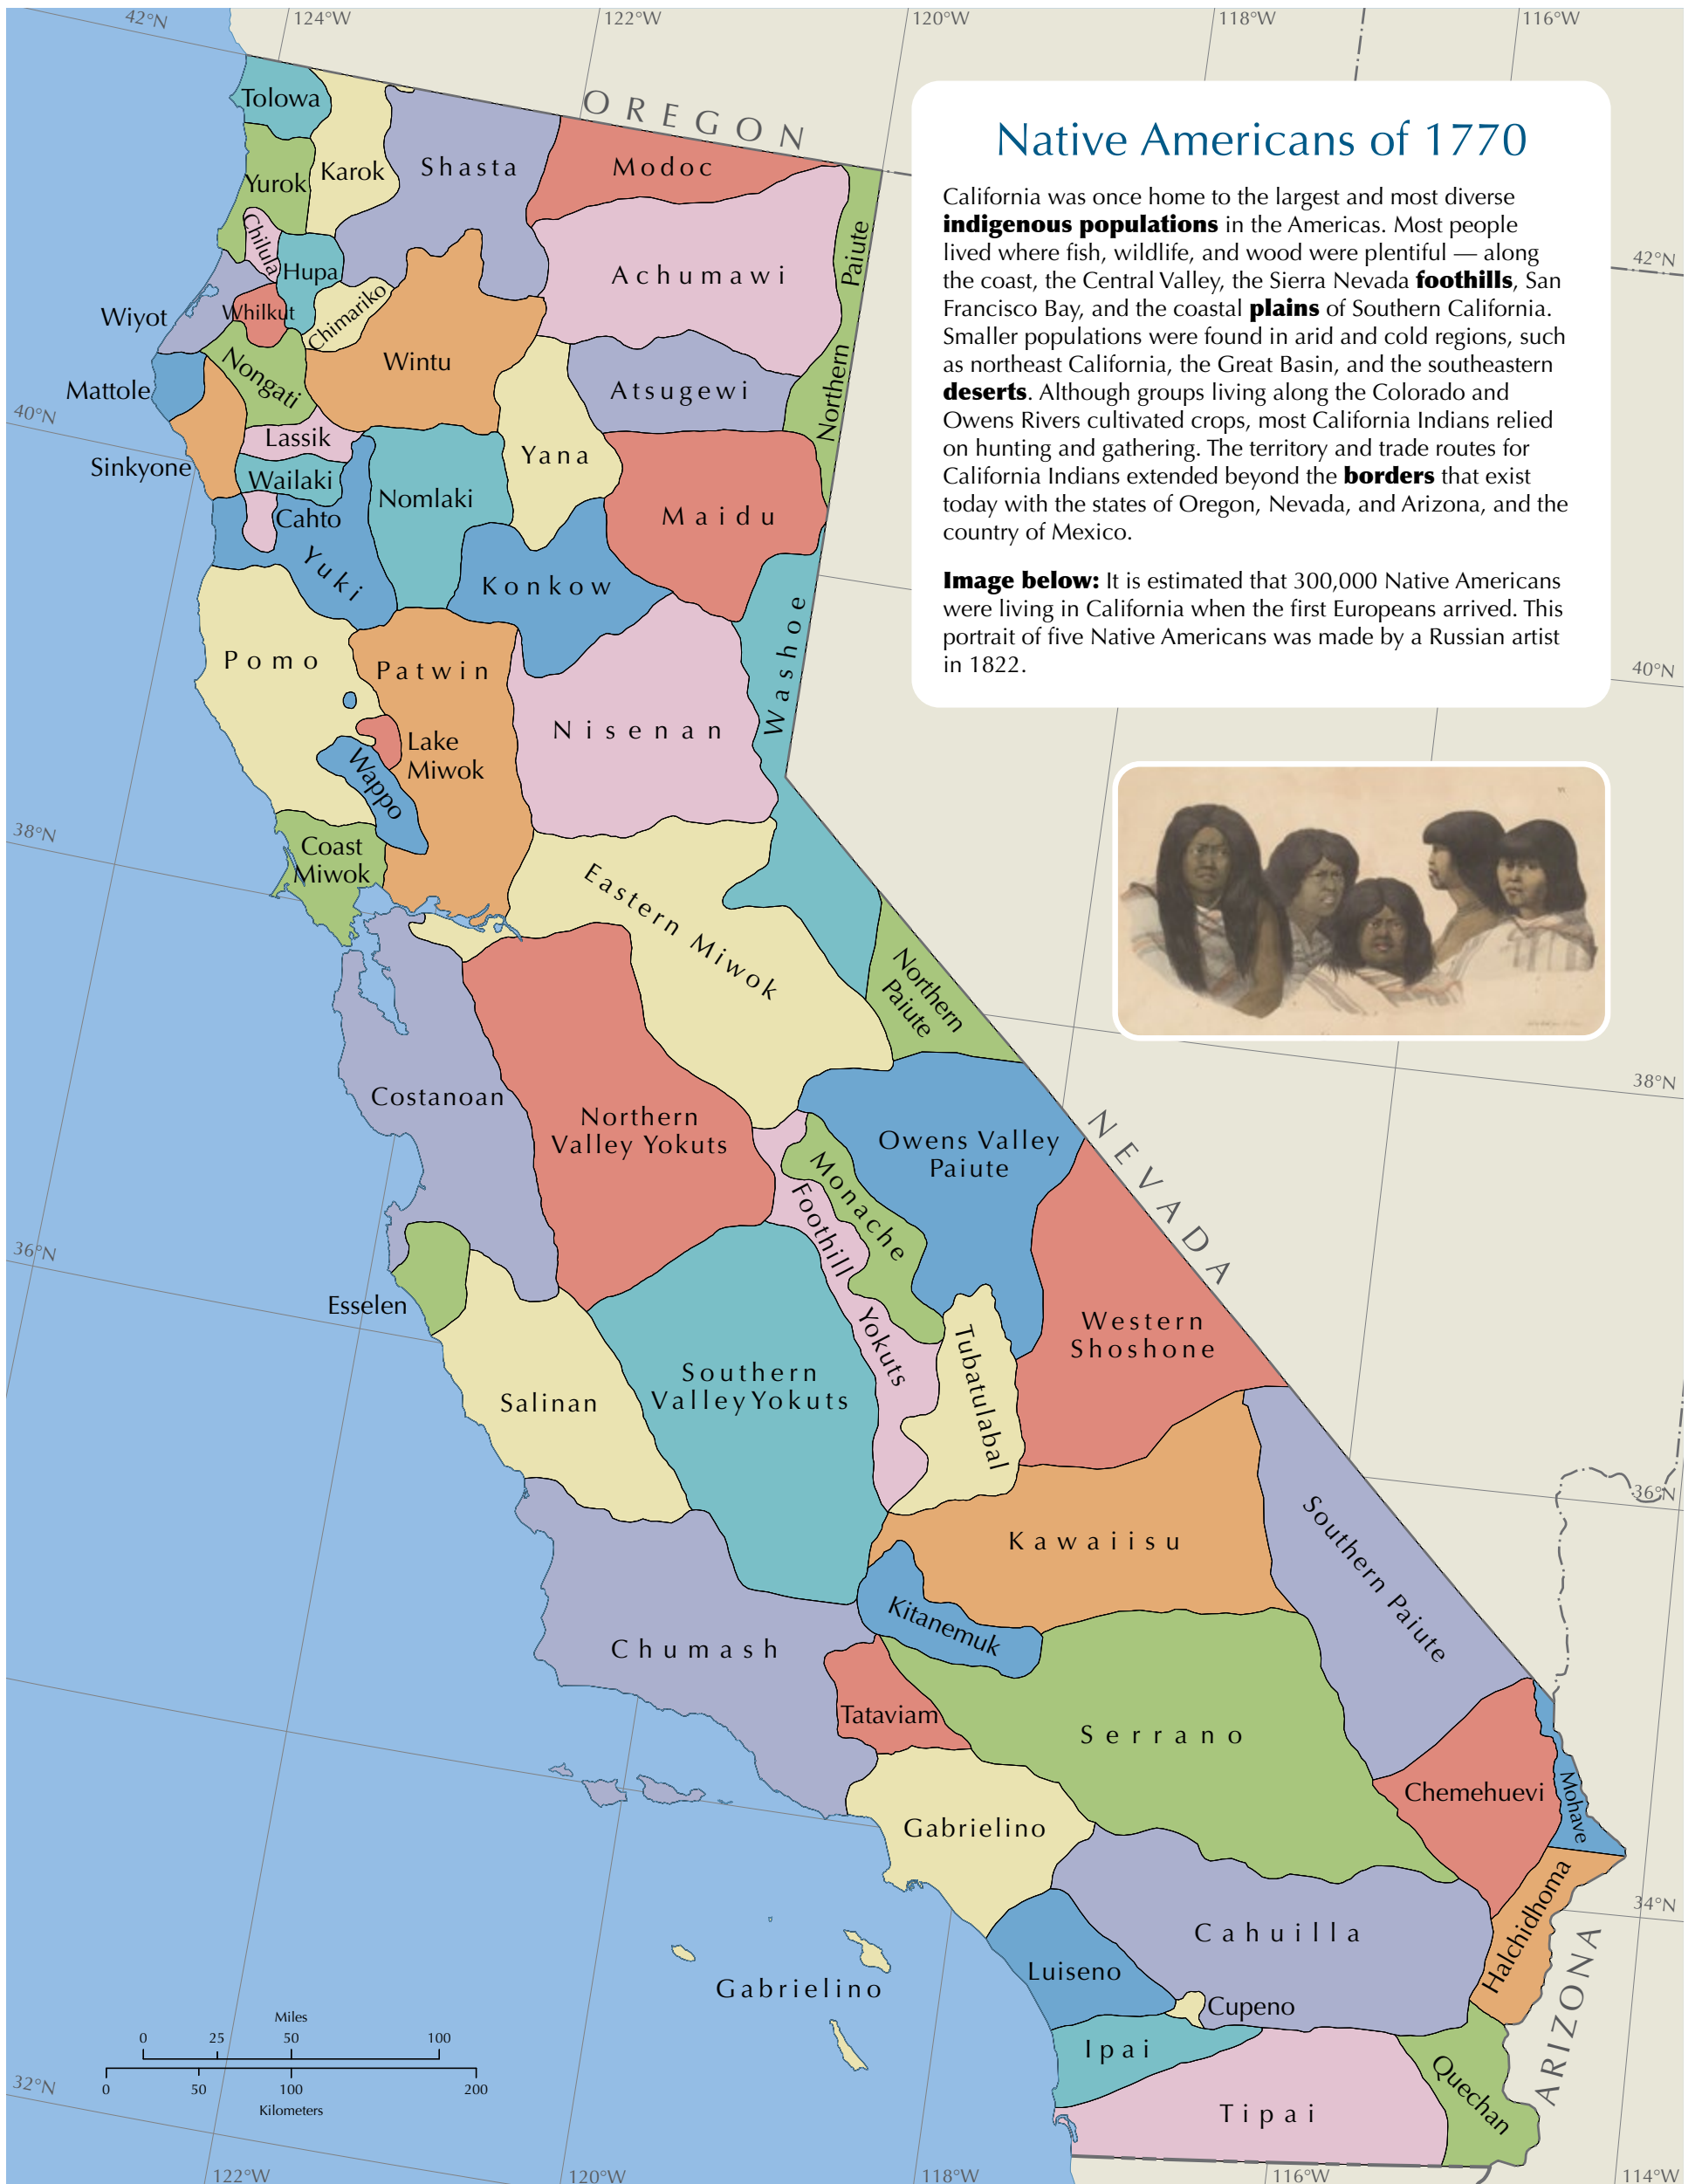 42°N
124°W
122°W
120°W
118°W
116°W
OREGON
Native Americans of 1770
California was once home to the largest and most diverse
indigenous populations in the Americas. Most people
lived where fish, wildlife, and wood were plentiful — along
the coast, the Central Valley, the Sierra Nevada foothills, San
Francisco Bay, and the coastal plains of Southern California.
Smaller populations were found in arid and cold regions, such
as northeast California, the Great Basin, and the southeastern
deserts. Although groups living along the Colorado and
Owens Rivers cultivated crops, most California Indians relied
on hunting and gathering. The territory and trade routes for
California Indians extended beyond the borders that exist
today with the states of Oregon, Nevada, and Arizona, and the
country of Mexico.
Image below: It is estimated that 300,000 Native Americans
were living in California when the first Europeans arrived. This
portrait of five Native Americans was made by a Russian artist
in 1822.
Tolowa
Karok
Shasta
Modoc
Yurok
Chilula
Hupa
Achumawi
Northern Paiute
42°N
Wiyot
Whilkut
Chimariko
Wintu
Mattole
Nongatl
Atsugewi
40°N
Lassik
Sinkyone
Wailaki
Nomlaki
Yana
Cahto
Maidu
Yuki
Konkow
Washoe
Pomo
Patwin
40°N
Nisenan
Lake
Miwok
Wappo
38°N
Coast
Miwok
Eastern Miwok
Northern
Paiute
Costanoan
Northern
Valley Yokuts
38°N
NEVADA
Owens Valley
Paiute
Monache
Foothill Yokuts
36°N
Esselen
Western
Shoshone
Tubatulabal
Southern
Valley Yokuts
Salinan
36°N
Kawaiisu
Southern Paiute
Kitanemuk
Chumash
Tataviam
Serrano
Chemehuevi
Mohave
Gabrielino
Halchidhoma
34°N
Cahuilla
Luiseno
Gabrielino
Cupeno
ARIZONA
Ipai
Quechan
Tipai
Miles
0
25
50
100
0
50
100
200
Kilometers
32°N
122°W
120°W
118°W
116°W
114°W